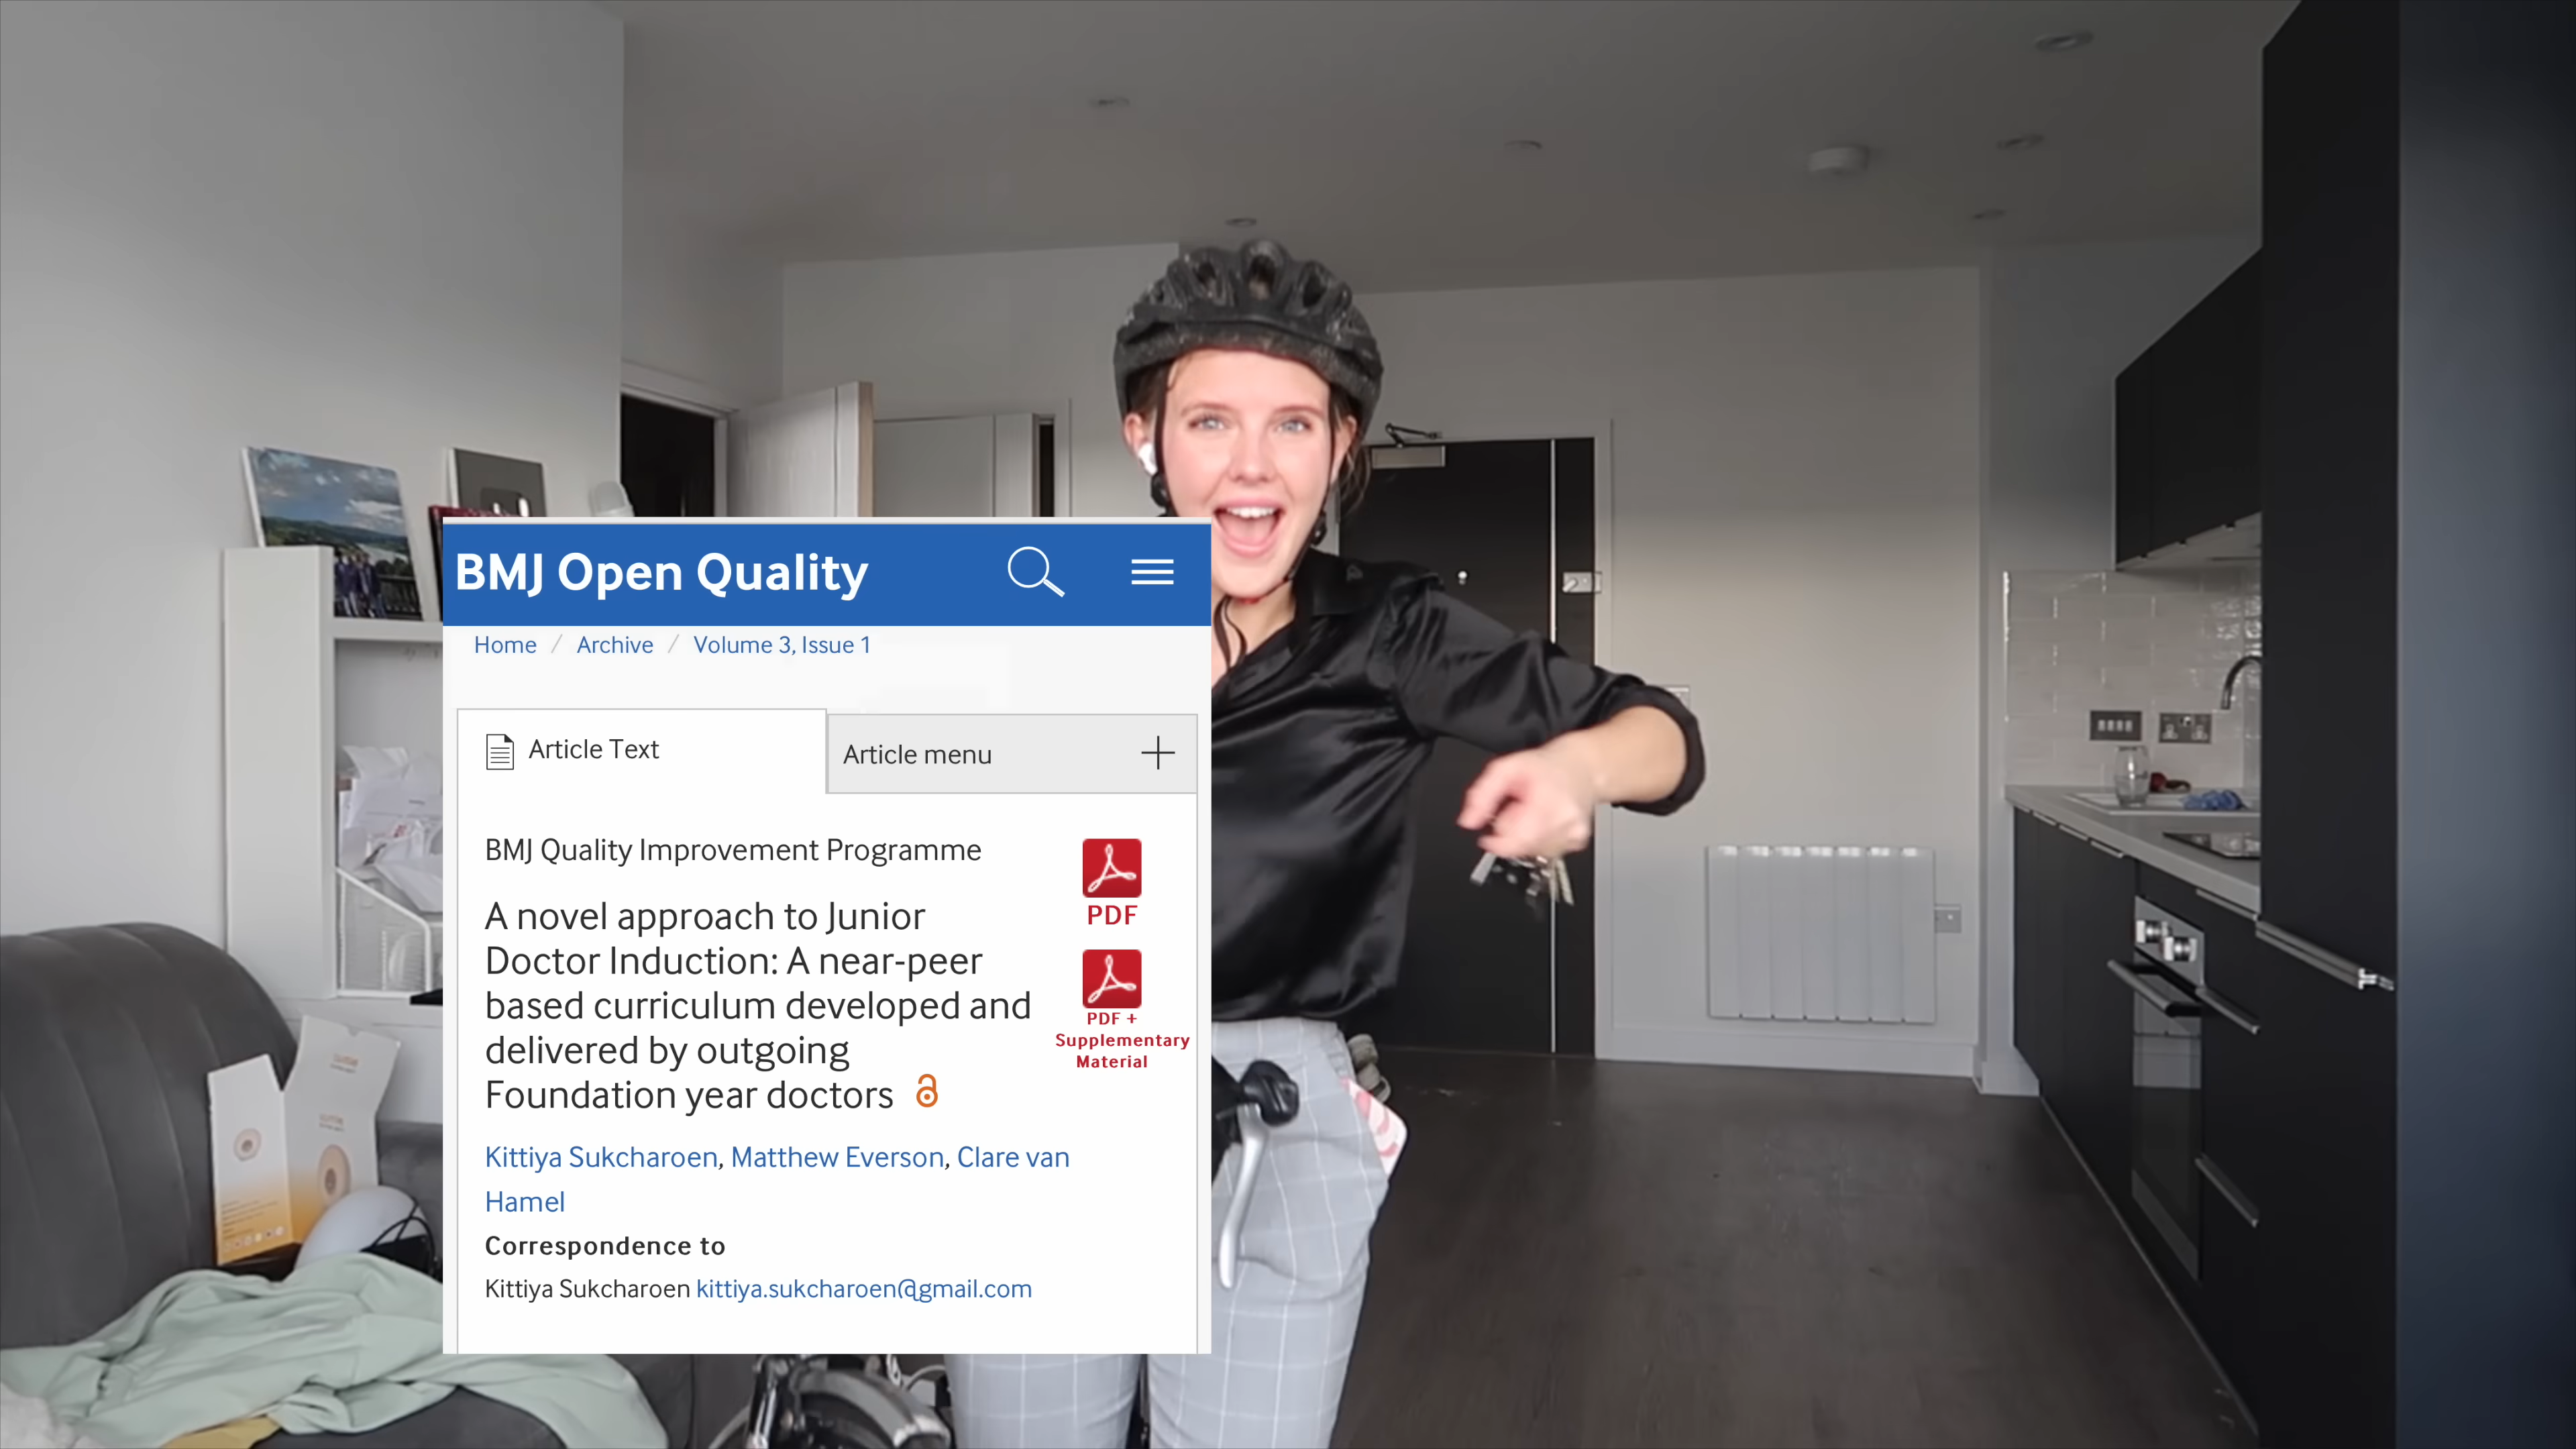 BMJ Open Quality
Home / Archive / Volume 3, Issue 1
Article Text
Article menu
BMJ Quality Improvement Programme
A novel approach to Junior
Doctor Induction: A near-peer
based curriculum developed and
delivered by outgoing
Foundation year doctors
PDF
PDF +
Supplementary
Material
Kittiya Sukcharoen, Matthew Everson, Clare van
Hamel
Correspondence to
Kittiya Sukcharoen kittiya.sukcharoen@gmail.com